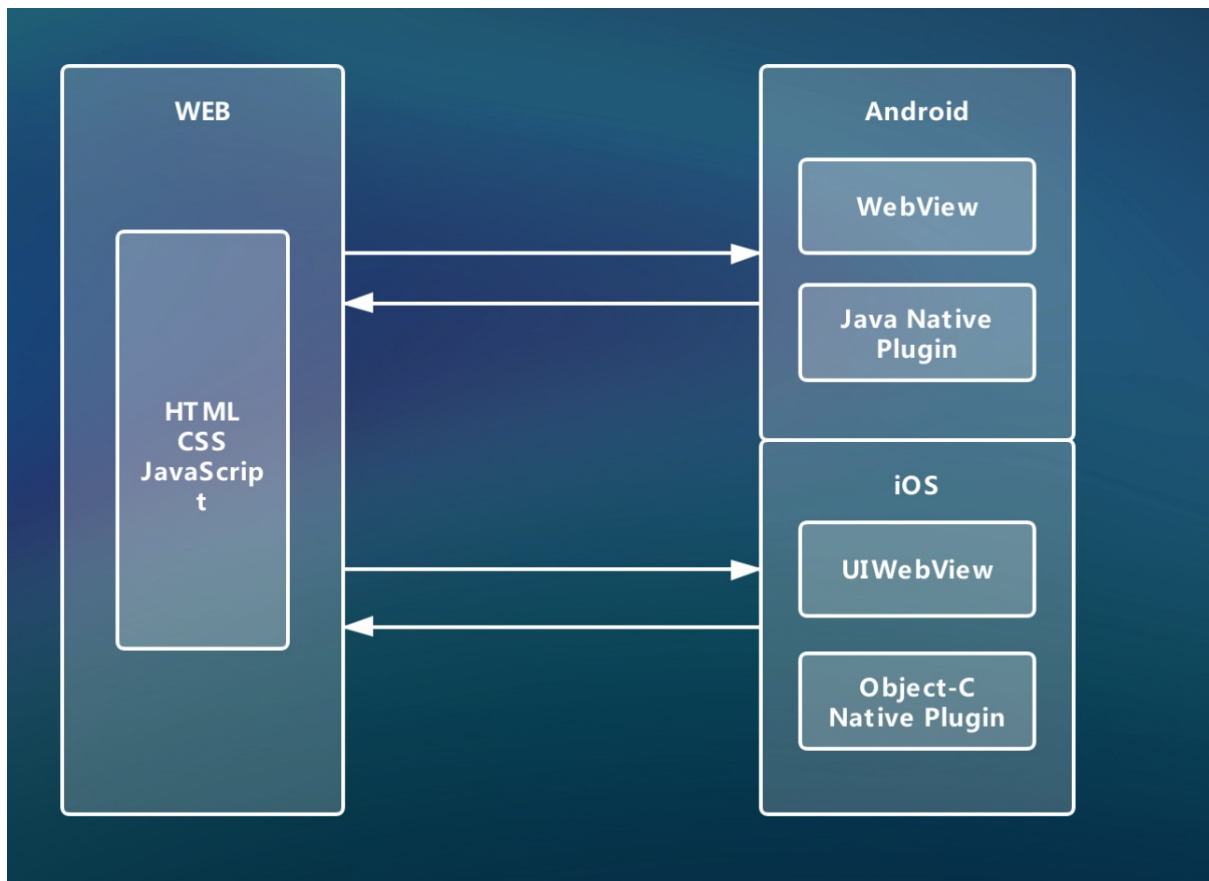 WEB
HTML
CSS
JavaScrip
t
Android
WebView
Java Native
Plugin
iOS
UIWebView
Object-C
Native Plugin